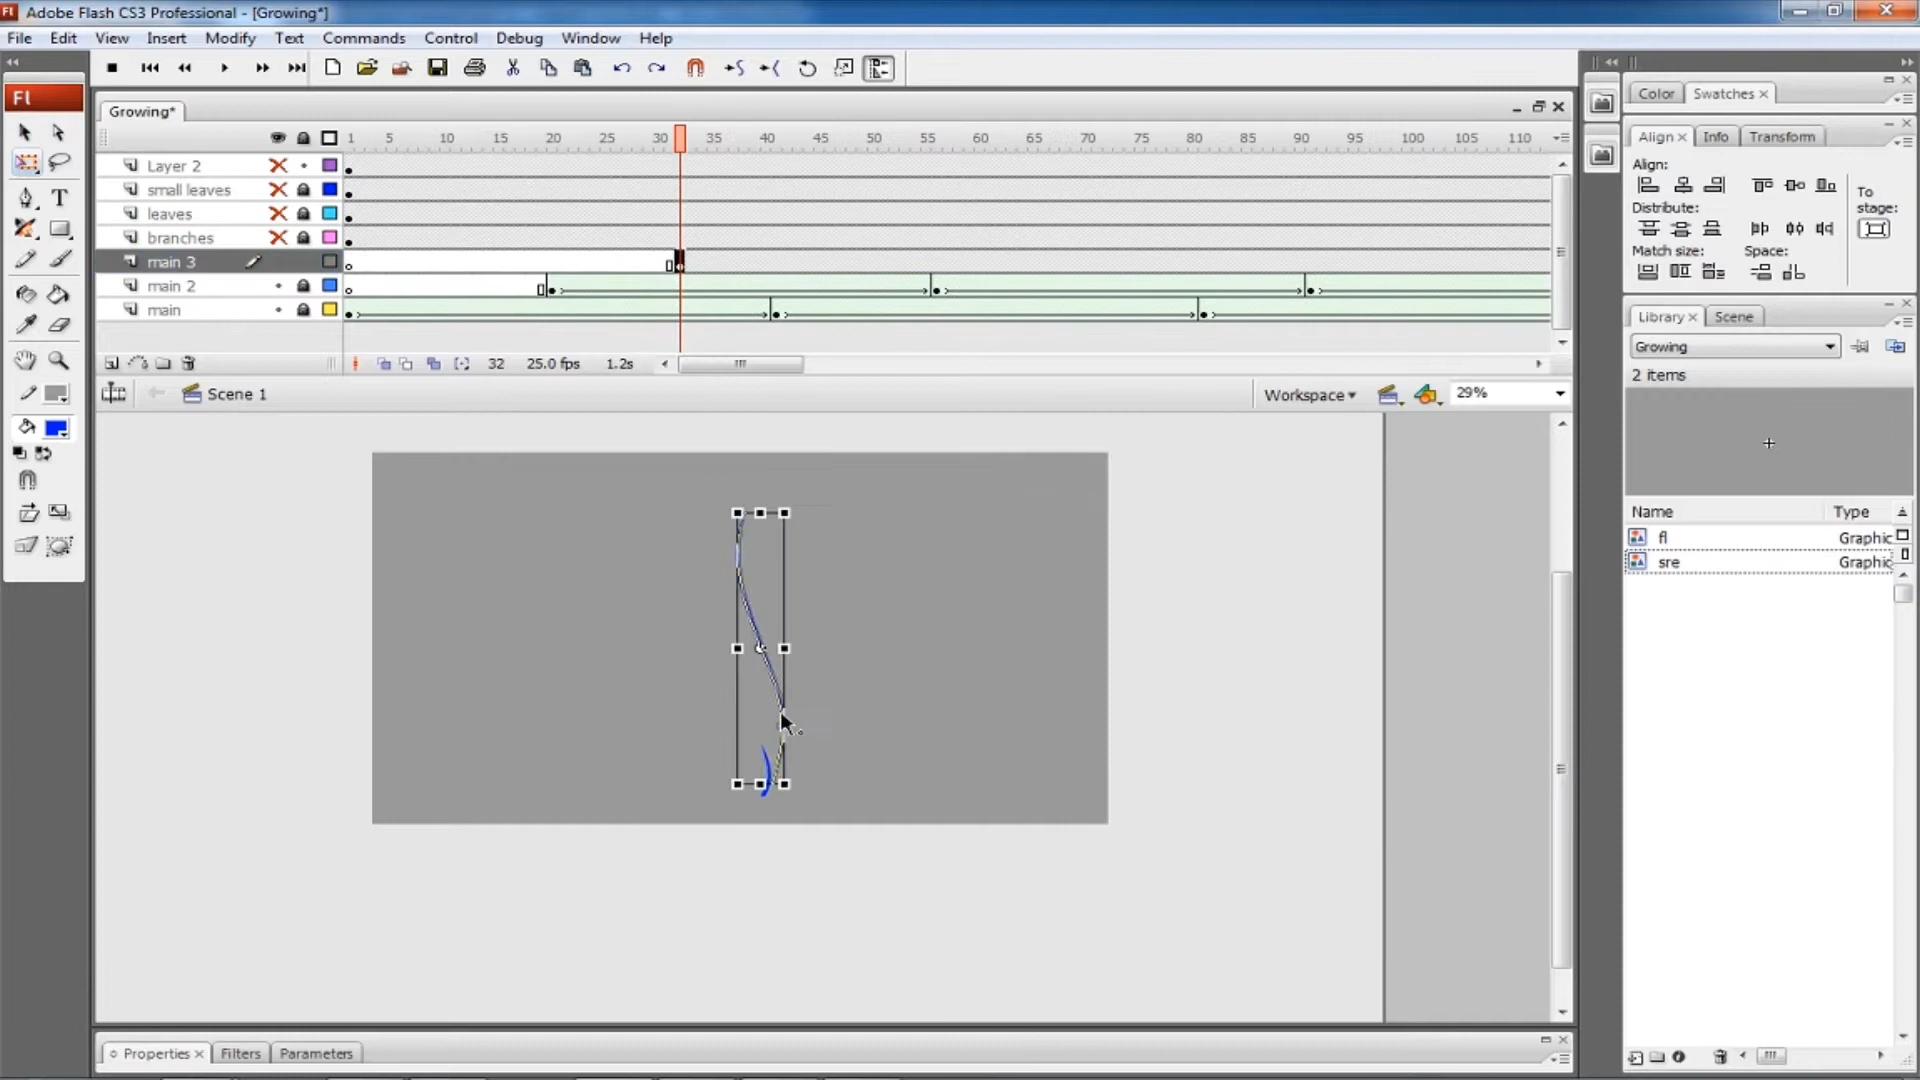 Fl Adobe Flash CS3 Professional - [Growing*]
File Edit View Insert Modify Text Commands Control Debug Window Help
Fl
Growing*
1 5 10 15 20 25 30 35 40 45 50 55 60 65 70 75 80 85 90 95 100 105 110
Layer 2
small leaves
leaves
branches
main 3
main 2
main
32 25.0 fps 1.2s
Scene 1
Workspace
29%
Color Swatches
Align Info Transform
Align:
To
stage:
Distribute:
Match size: Space:
Library Scene
Growing
2 items
Name Type
fl Graphic
sre Graphic
Properties Filters Parameters